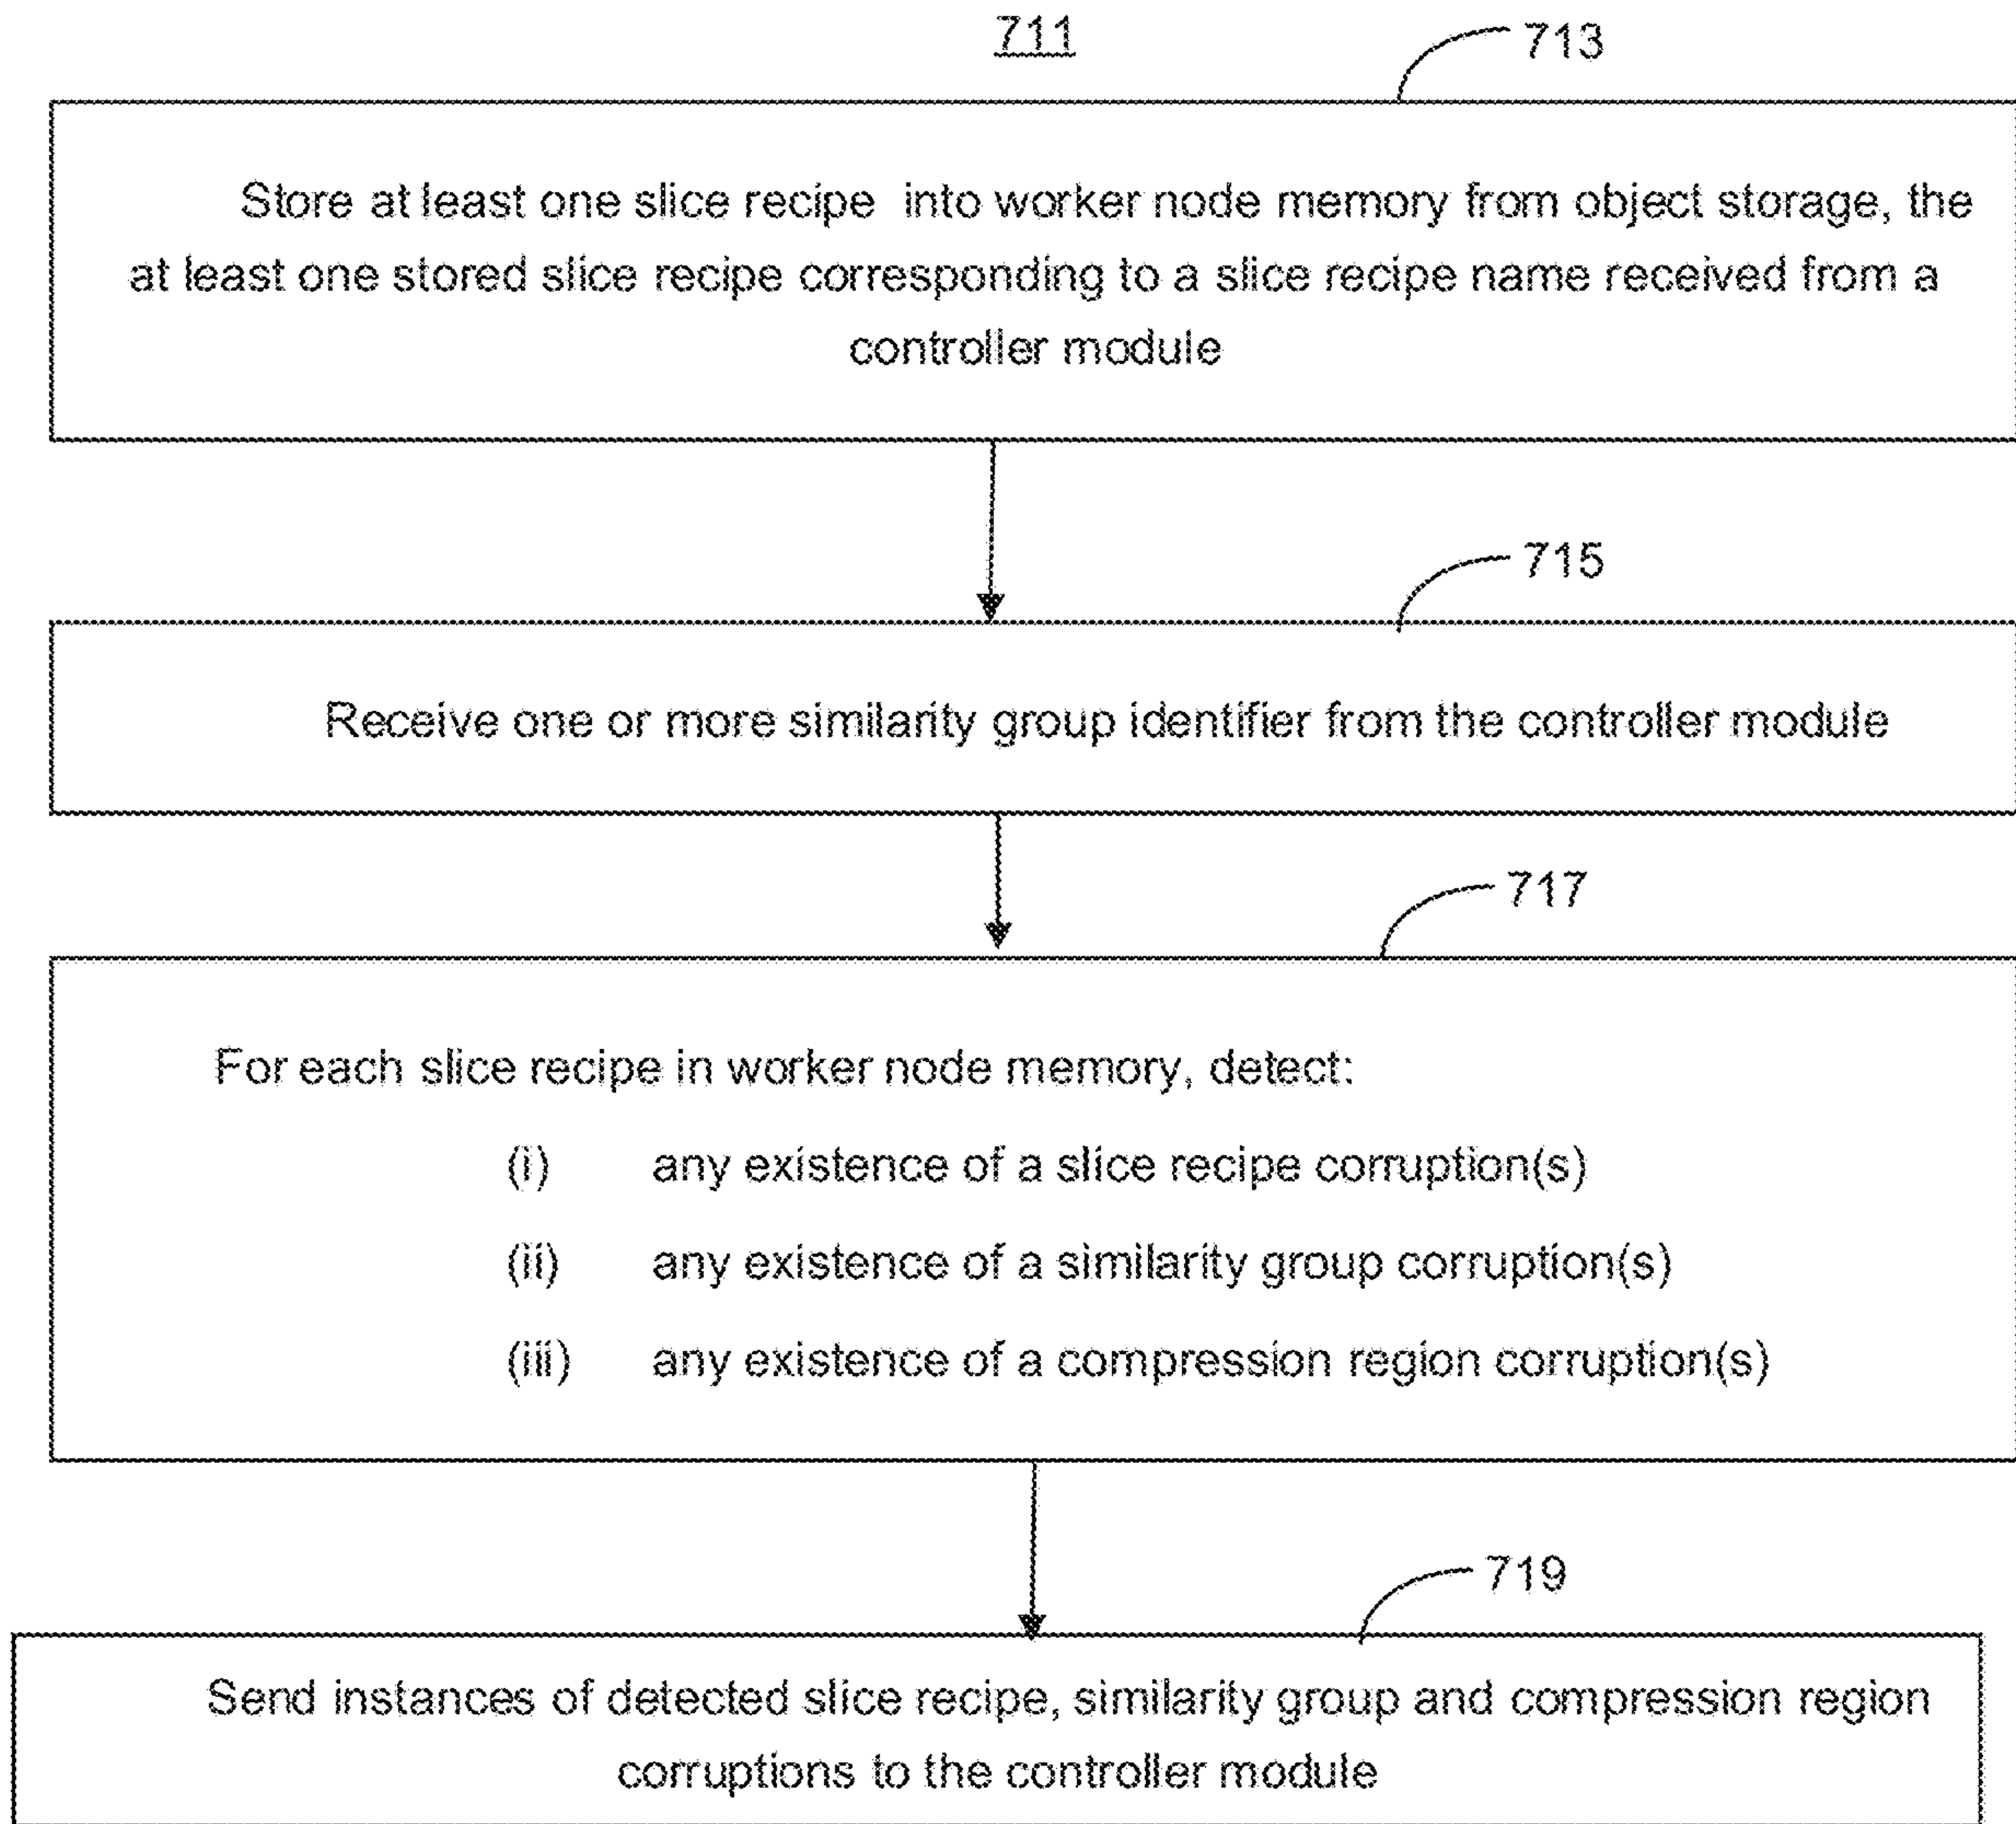 711
713
Store at least one slice recipe into worker node memory from object storage, the
at least one stored slice recipe corresponding to a slice recipe name received from a
controller module
715
Receive one or more similarity group identifier from the controller module
717
For each slice recipe in worker node memory, detect:
(i) any existence of a slice recipe corruption(s)
(ii) any existence of a similarity group corruption(s)
(iii) any existence of a compression region corruption(s)
719
Send instances of detected slice recipe, similarity group and compression region
corruptions to the controller module